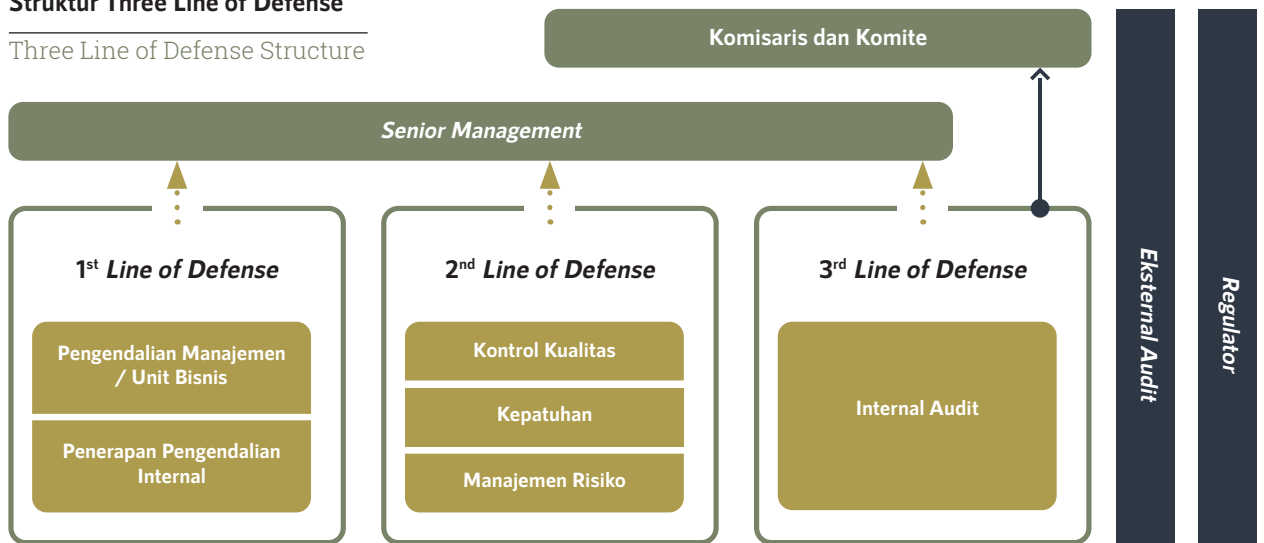 Struktur Three Line of Defense
Three Line of Defense Structure
Komisaris dan Komite
Senior Management
1st Line of Defense
Pengendalian Manajemen
/ Unit Bisnis
Penerapan Pengendalian
Internal
2nd Line of Defense
Kontrol Kualitas
Kepatuhan
Manajemen Risiko
3rd Line of Defense
Internal Audit
Eksternal Audit
Regulator